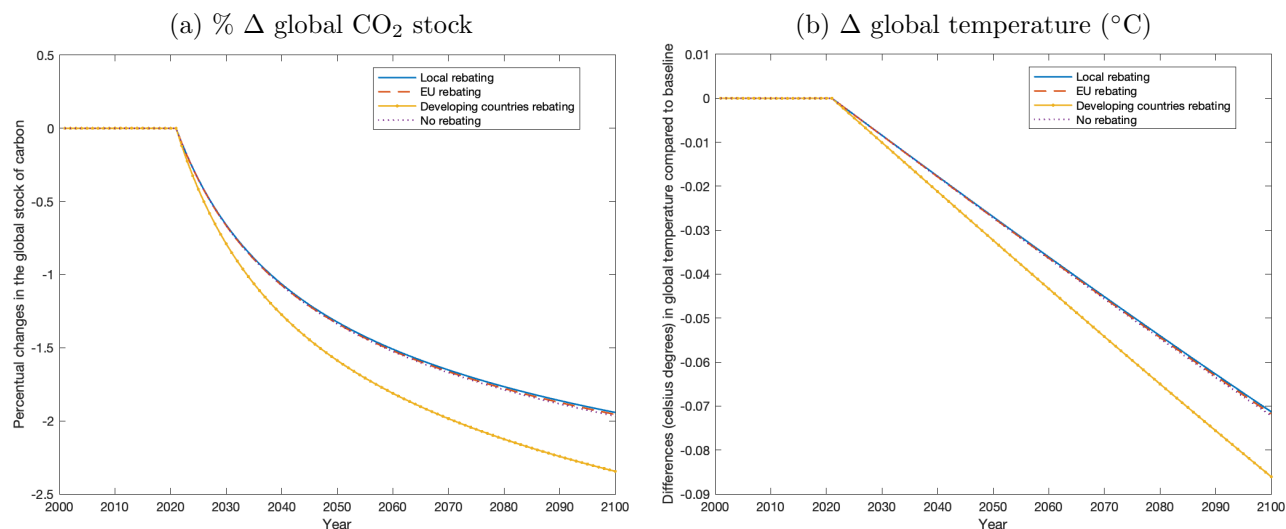 (a) % Δ global CO₂ stock
0.5
0
-0.5
-1
-1.5
-2
-2.5
Percentual changes in the global stock of carbon
2000 2010 2020 2030 2040 2050 2060 2070 2080 2090 2100
Year
Local rebating
EU rebating
Developing countries rebating
No rebating
(b) Δ global temperature (°C)
0.01
0
-0.01
-0.02
-0.03
-0.04
-0.05
-0.06
-0.07
-0.08
-0.09
Differences (celsius degrees) in global temperature compared to baseline
2000 2010 2020 2030 2040 2050 2060 2070 2080 2090 2100
Year
Local rebating
EU rebating
Developing countries rebating
No rebating